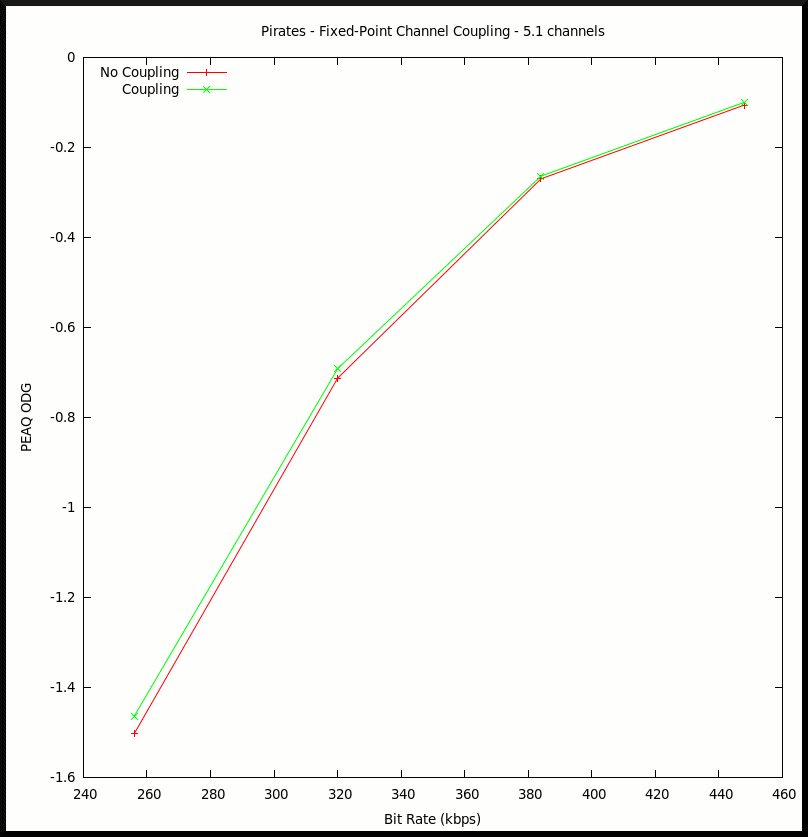 Pirates - Fixed-Point Channel Coupling - 5.1 channels
No Coupling
Coupling
0
-0.2
-0.4
-0.6
-0.8
-1
-1.2
-1.4
-1.6
PEAQ ODG
240 260 280 300 320 340 360 380 400 420 440 460
Bit Rate (kbps)